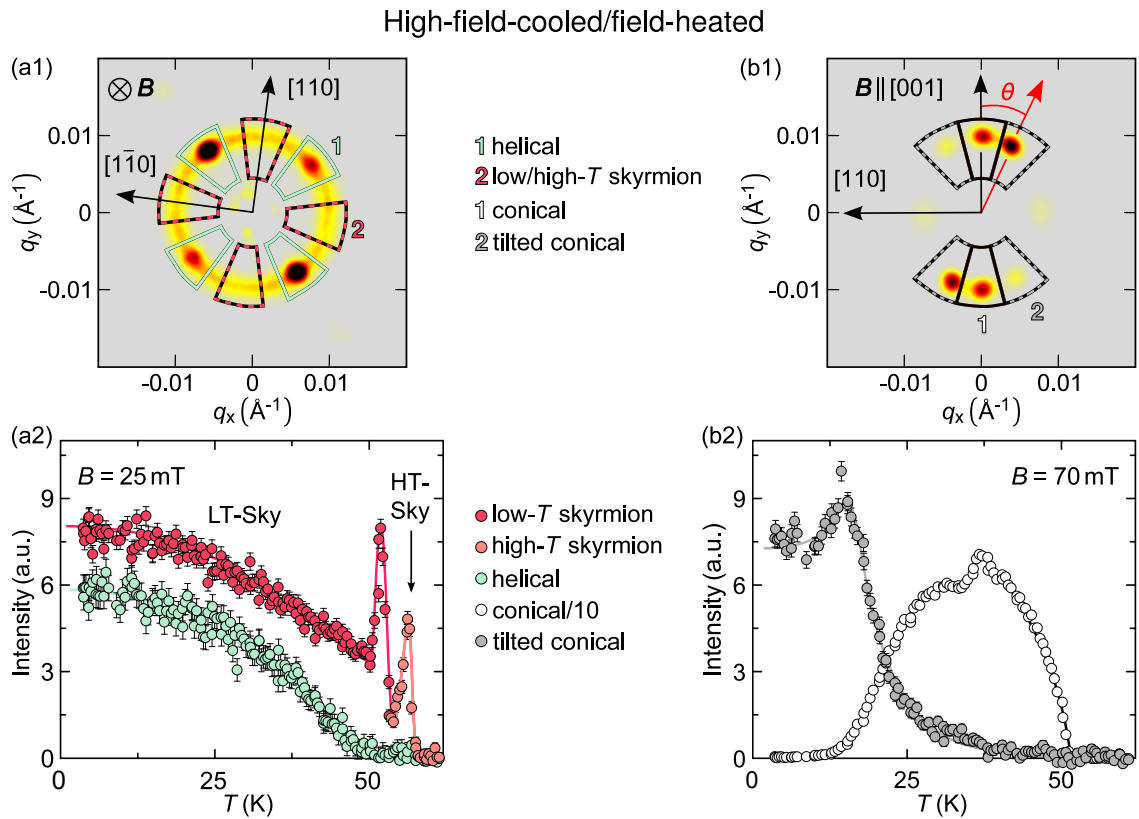 High-field-cooled/field-heated
(a1)
⊗ B
[110]
[11̅0]
1
2
0.01
0
-0.01
qy (Å⁻¹)
-0.01
0
0.01
qx (Å⁻¹)
1 helical
2 low/high-T skyrmion
1 conical
2 tilted conical
(b1)
B || [001]
θ
[110]
1
2
0.01
0
-0.01
qy (Å⁻¹)
-0.01
0
0.01
qx (Å⁻¹)
(a2)
B = 25 mT
LT-Sky
HT-
Sky
9
6
3
0
Intensity (a.u.)
0
25
50
T (K)
low-T skyrmion
high-T skyrmion
helical
conical/10
tilted conical
(b2)
B = 70 mT
9
6
3
0
Intensity (a.u.)
0
25
50
T (K)